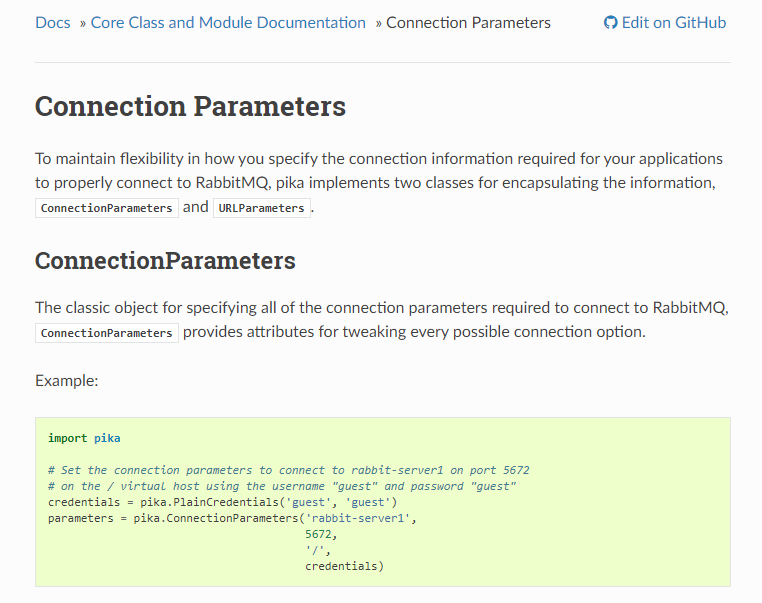 Docs » Core Class and Module Documentation » Connection Parameters Edit on GitHub
Connection Parameters
To maintain flexibility in how you specify the connection information required for your applications
to properly connect to RabbitMQ, pika implements two classes for encapsulating the information,
ConnectionParameters and URLParameters.
ConnectionParameters
The classic object for specifying all of the connection parameters required to connect to RabbitMQ,
ConnectionParameters provides attributes for tweaking every possible connection option.
Example:
import pika
# Set the connection parameters to connect to rabbit-server1 on port 5672
# on the / virtual host using the username "guest" and password "guest"
credentials = pika.PlainCredentials('guest', 'guest')
parameters = pika.ConnectionParameters('rabbit-server1',
5672,
'/',
credentials)